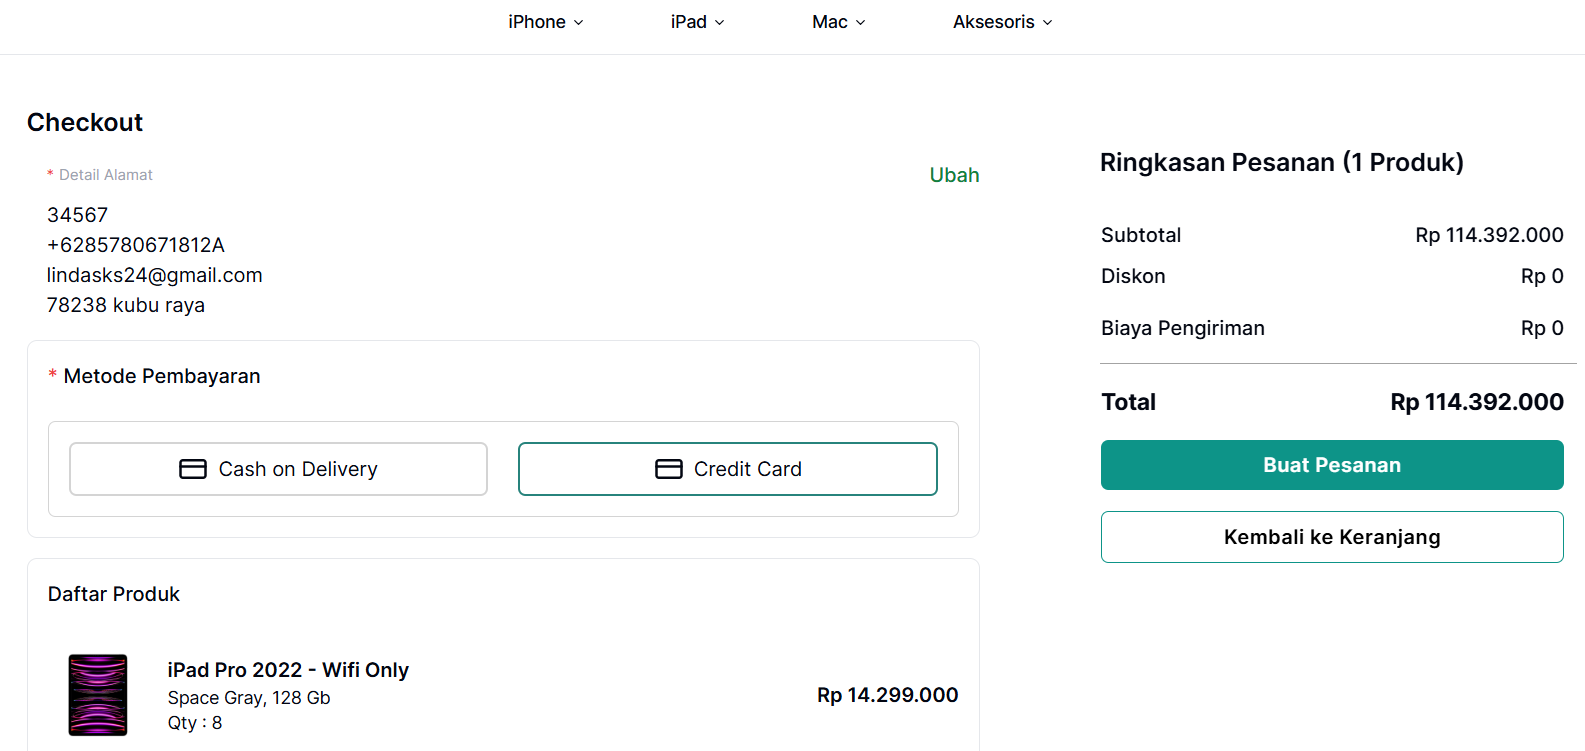 iPhone
iPad
Mac
Aksesoris
Checkout
* Detail Alamat
Ubah
34567
+6285780671812A
lindasks24@gmail.com
78238 kubu raya
* Metode Pembayaran
Cash on Delivery
Credit Card
Daftar Produk
iPad Pro 2022 - Wifi Only
Space Gray, 128 Gb
Qty : 8
Rp 14.299.000
Ringkasan Pesanan (1 Produk)
Subtotal Rp 114.392.000
Diskon Rp 0
Biaya Pengiriman Rp 0
Total Rp 114.392.000
Buat Pesanan
Kembali ke Keranjang